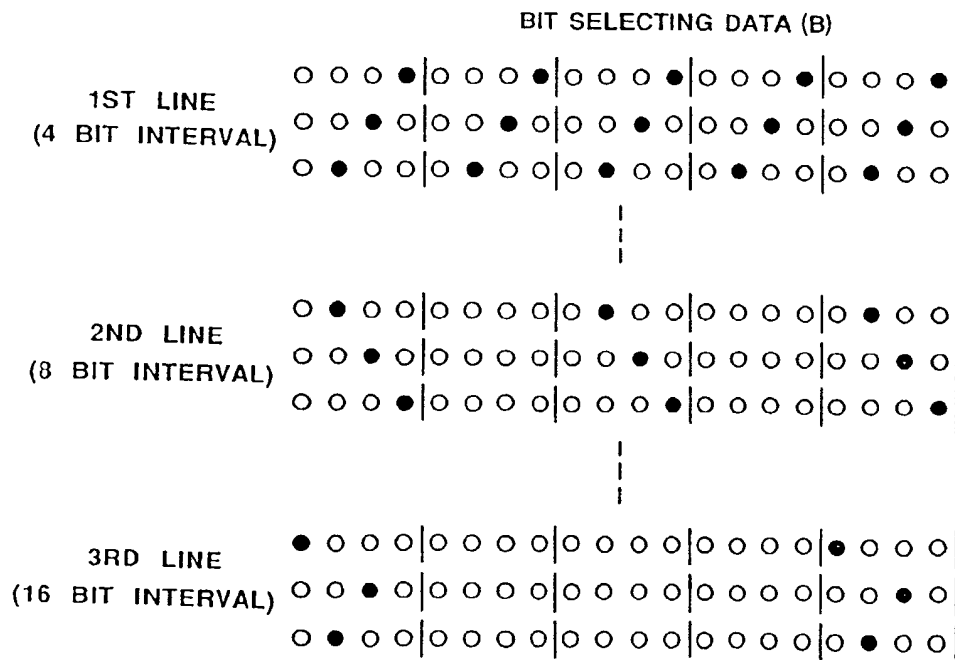 BIT SELECTING DATA (B)
1ST LINE
(4 BIT INTERVAL)
2ND LINE
(8 BIT INTERVAL)
3RD LINE
(16 BIT INTERVAL)